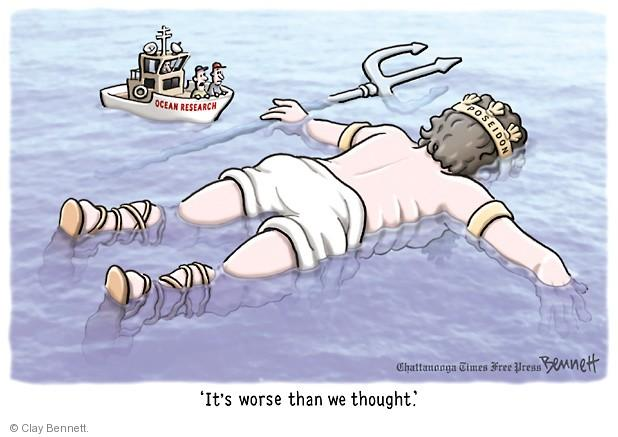 OCEAN RESEARCH
POSEIDON
Chattanooga Times Free Press BENNETT
'It's worse than we thought.'
© Clay Bennett.